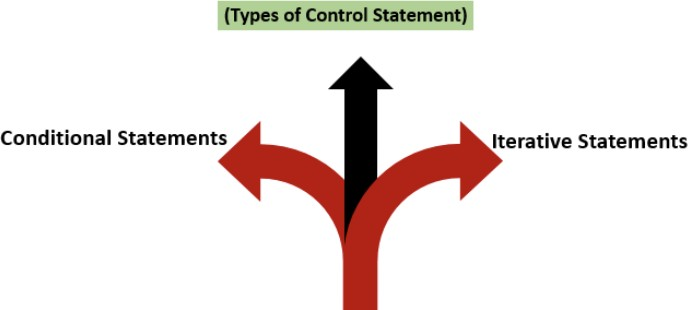 (Types of Control Statement)
Conditional Statements
Iterative Statements